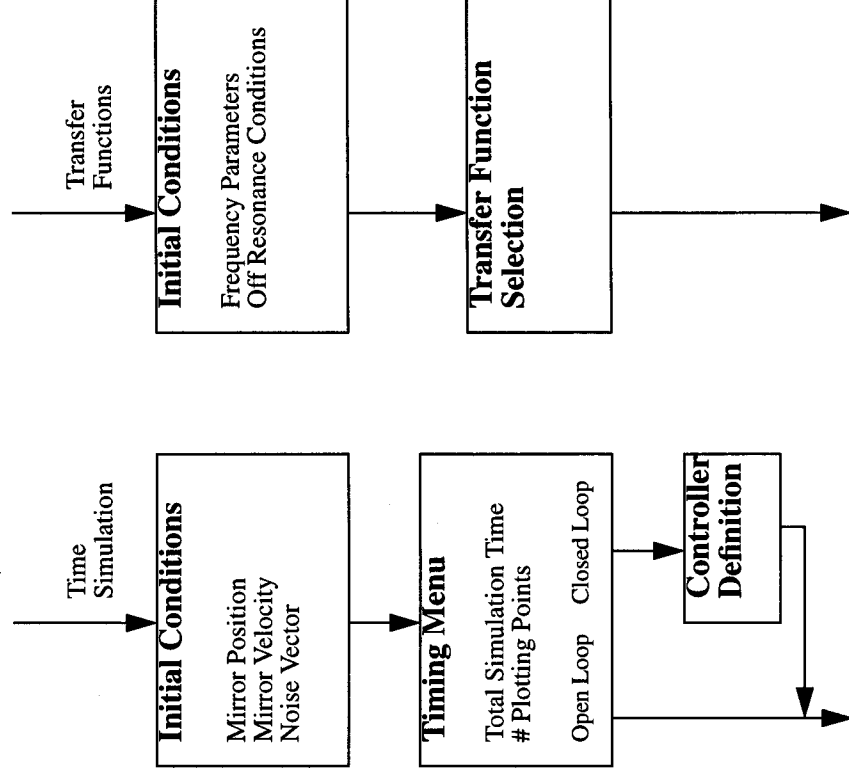 Time
Simulation
Initial Conditions
Mirror Position
Mirror Velocity
Noise Vector
Timing Menu
Total Simulation Time
# Plotting Points
Open Loop Closed Loop
Controller
Definition
Transfer
Functions
Initial Conditions
Frequency Parameters
Off Resonance Conditions
Transfer Function
Selection